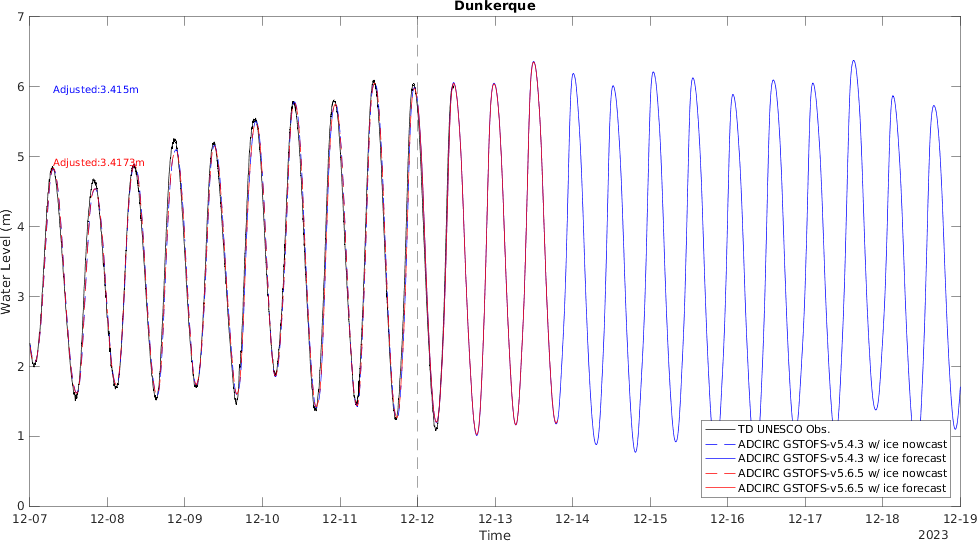 Dunkerque
7
6
5
4
3
2
1
0
Water Level (m)
Adjusted:3.415m
Adjusted:3.4173m
TD UNESCO Obs.
ADCIRC GSTOFS-v5.4.3 w/ ice nowcast
ADCIRC GSTOFS-v5.4.3 w/ ice forecast
ADCIRC GSTOFS-v5.6.5 w/ ice nowcast
ADCIRC GSTOFS-v5.6.5 w/ ice forecast
12-07 12-08 12-09 12-10 12-11 12-12 12-13 12-14 12-15 12-16 12-17 12-18 12-19
Time
2023